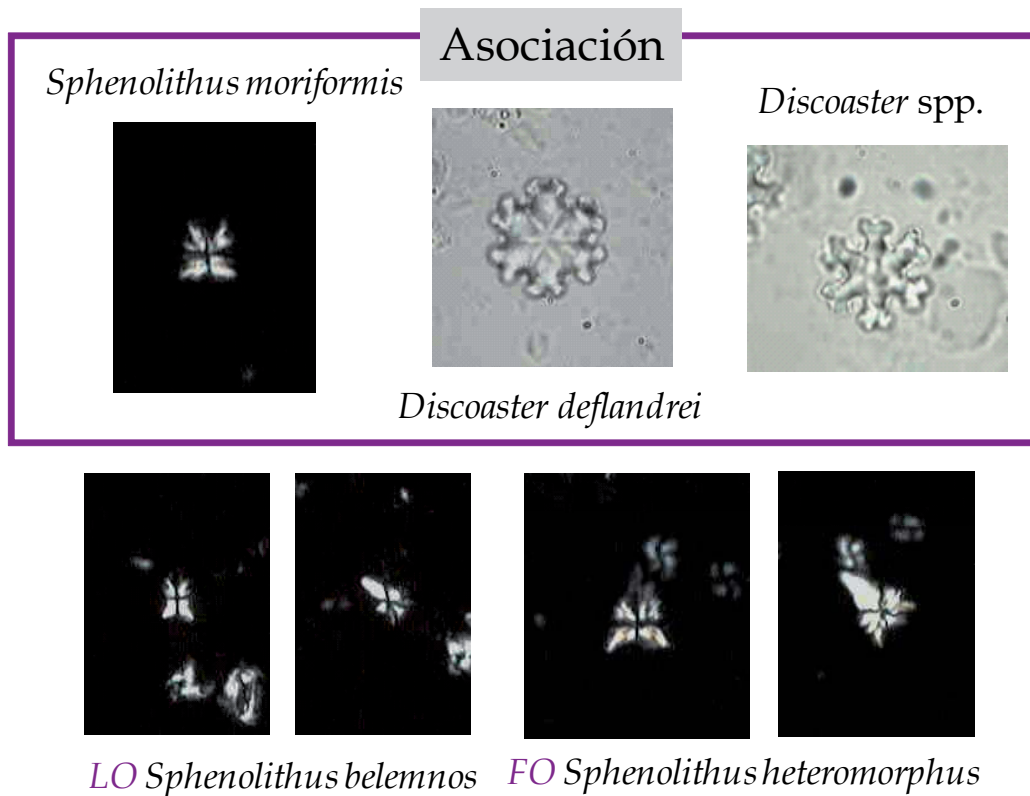 Asociación
Sphenolithus moriformis
Discoaster spp.
Discoaster deflandrei
LO Sphenolithus belemnos
FO Sphenolithus heteromorphus